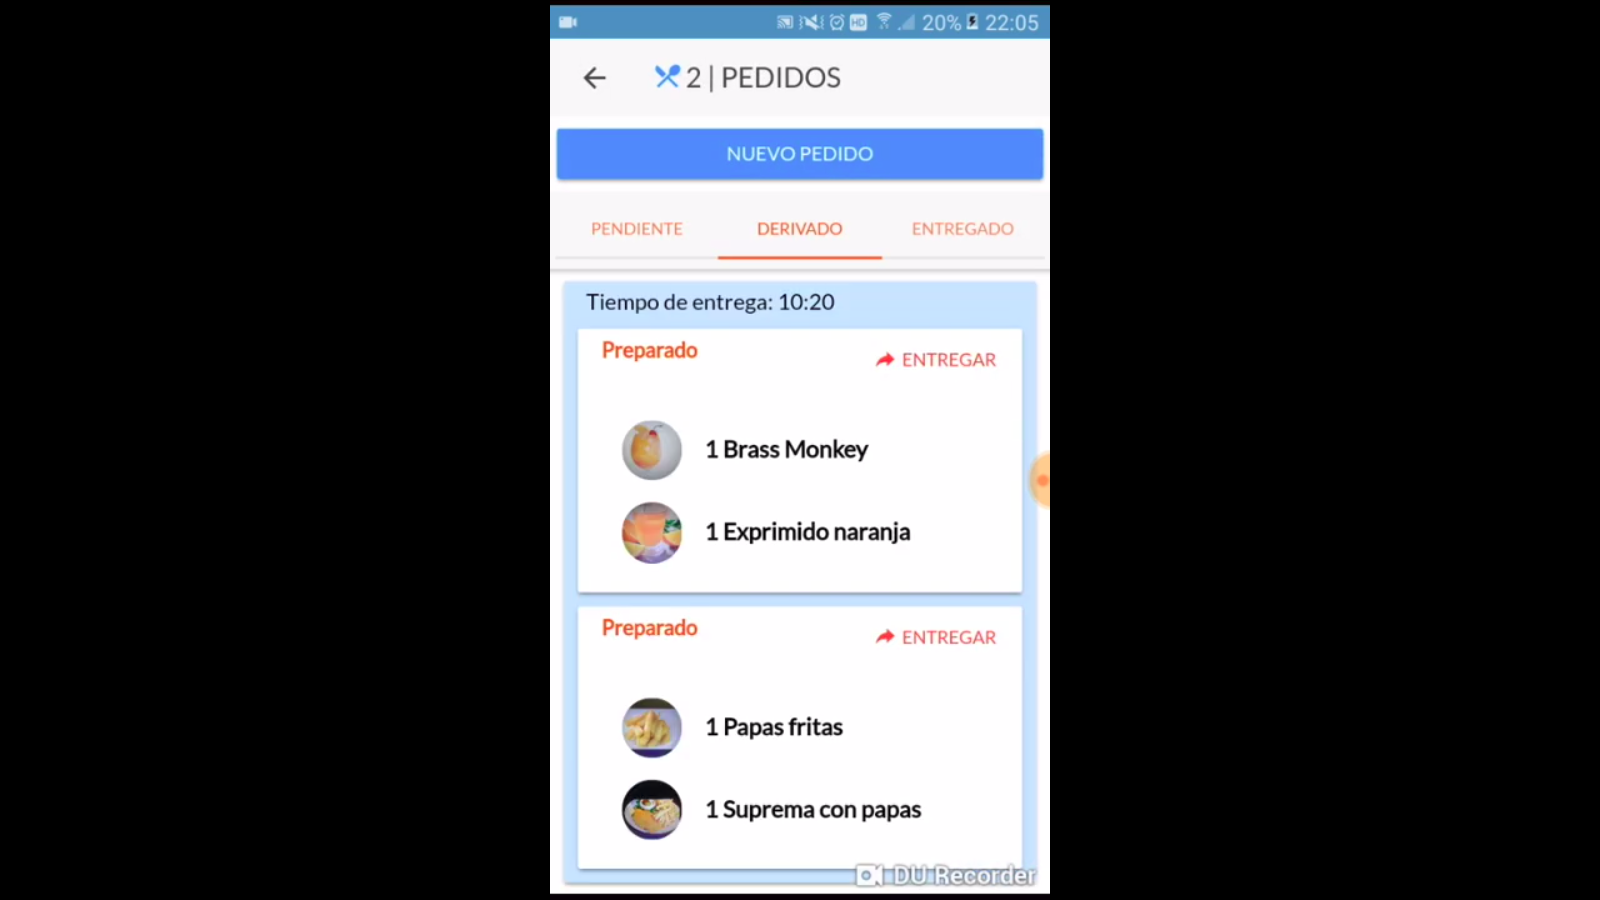 HD 20% 22:05
2 | PEDIDOS
NUEVO PEDIDO
PENDIENTE DERIVADO ENTREGADO
Tiempo de entrega: 10:20
Preparado
ENTREGAR
1 Brass Monkey
1 Exprimido naranja
Preparado
ENTREGAR
1 Papas fritas
1 Suprema con papas
DU Recorder